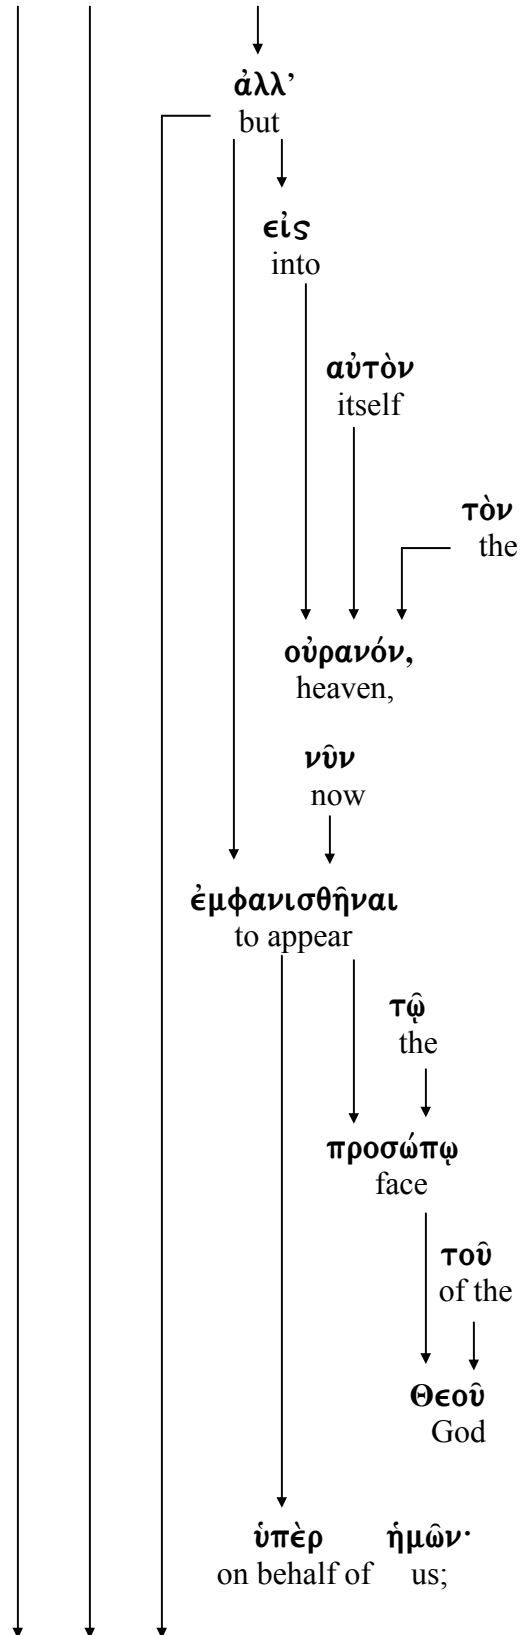 ἀλλ’
but
εἰς
into
αὐτὸν
itself
τὸν
the
οὐρανόν,
heaven,
νῦν
now
ἐμφανισθῆναι
to appear
τῷ
the
προσώπῳ
face
τοῦ
of the
Θεοῦ
God
ὑπὲρ ἡμῶν·
on behalf of us;